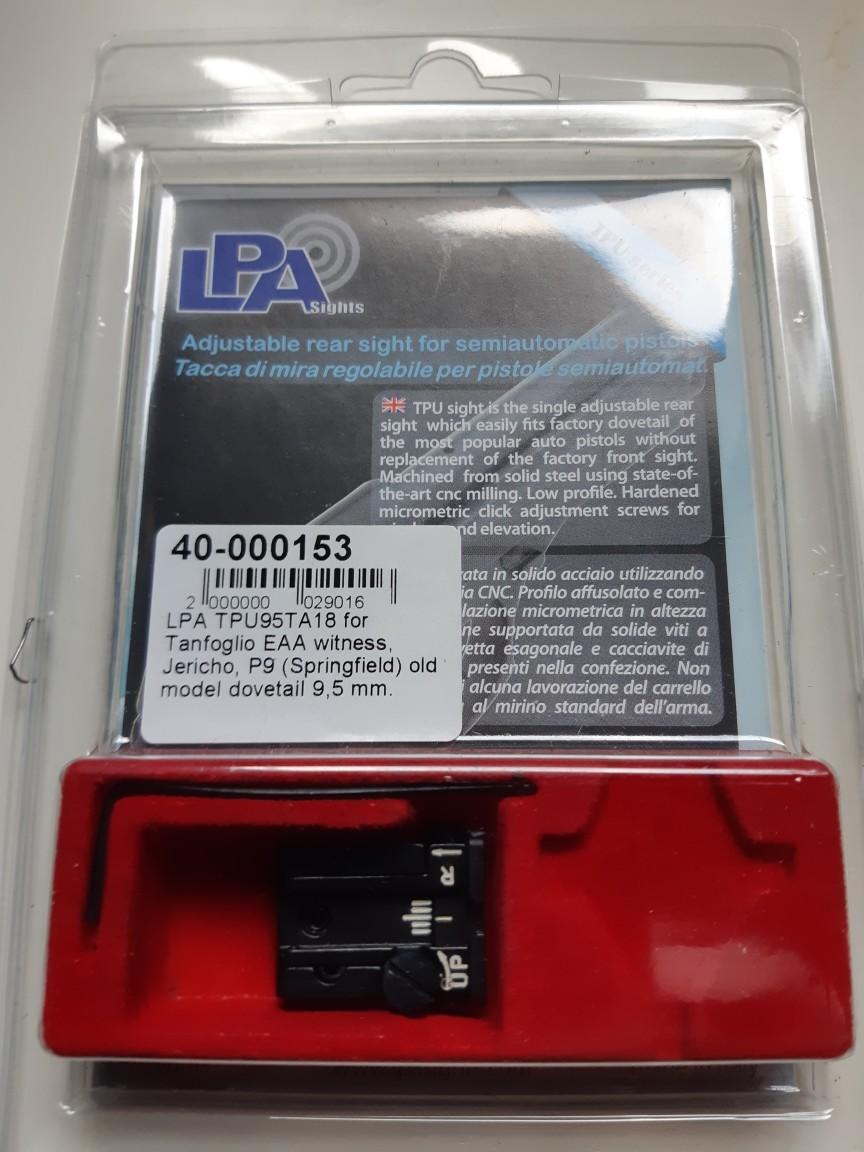 TPU series
LPA
Sights
Adjustable rear sight for semiautomatic pistols
Tacca di mira regolabile per pistole semiautomat.
TPU sight is the single adjustable rear
sight which easily fits factory dovetail of
the most popular auto pistols without
replacement of the factory front sight.
Machined from solid steel using state-of-
the-art cnc milling. Low profile. Hardened
micrometric click adjustment screws for
nd elevation.
40-000153
2 000000 029016
LPA TPU95TA18 for
Tanfoglio EAA witness,
Jericho, P9 (Springfield) old
model dovetail 9,5 mm.
rata in solido acciaio utilizzando
ia CNC. Profilo affusolato e com-
lazione micrometrica in altezza
ne supportata da solide viti a
vetta esagonale e cacciavite di
presenti nella confezione. Non
i alcuna lavorazione del carrello
al mirino standard dell'arma.
R
UP